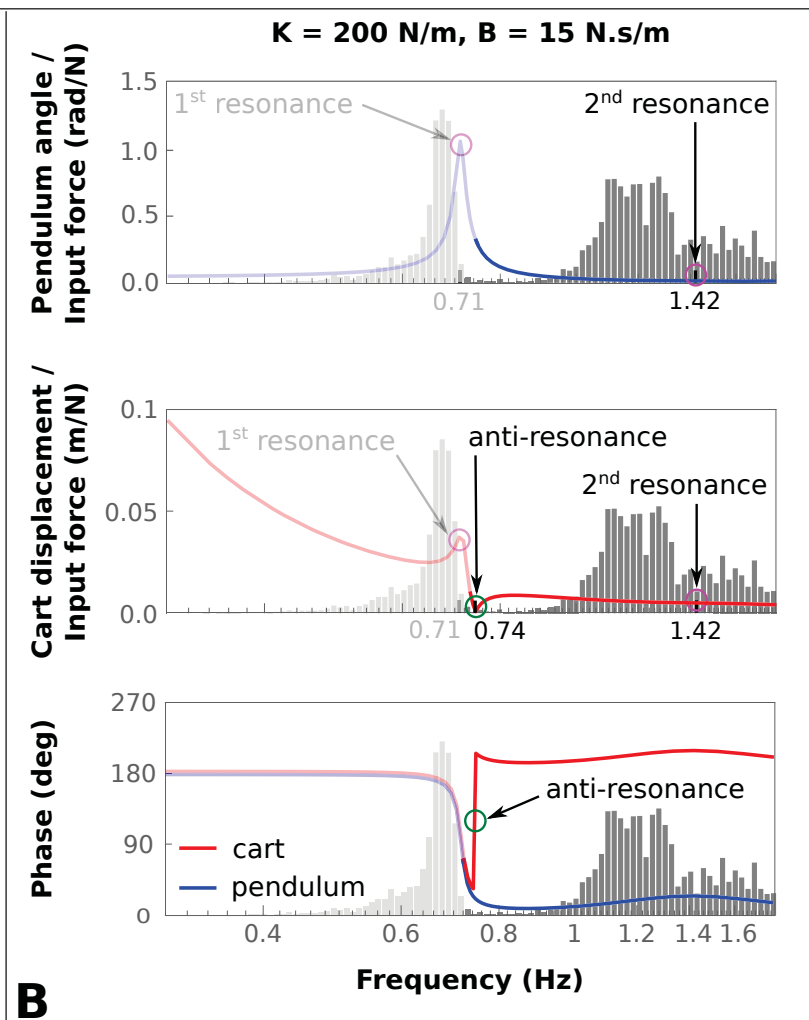 K = 200 N/m, B = 15 N.s/m
Pendulum angle /
Input force (rad/N)
1.5
1.0
0.5
0.0
1st resonance
2nd resonance
0.71
1.42
Cart displacement /
Input force (m/N)
0.1
0.05
0.0
1st resonance
anti-resonance
2nd resonance
0.71
0.74
1.42
Phase (deg)
270
180
90
0
anti-resonance
cart
pendulum
0.4 0.6 0.8 1 1.2 1.4 1.6
Frequency (Hz)
B